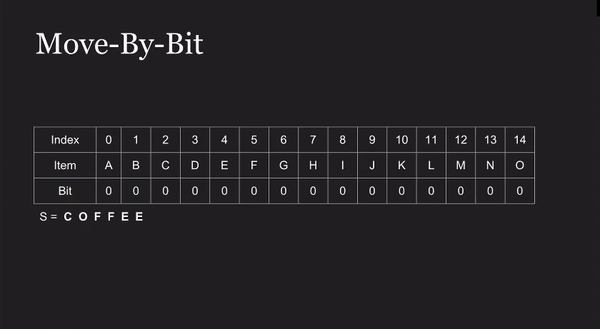 Move-By-Bit
Index 0 1 2 3 4 5 6 7 8 9 10 11 12 13 14
Item A B C D E F G H I J K L M N O
Bit 0 0 0 0 0 0 0 0 0 0 0 0 0 0 0
S = C O F F E E